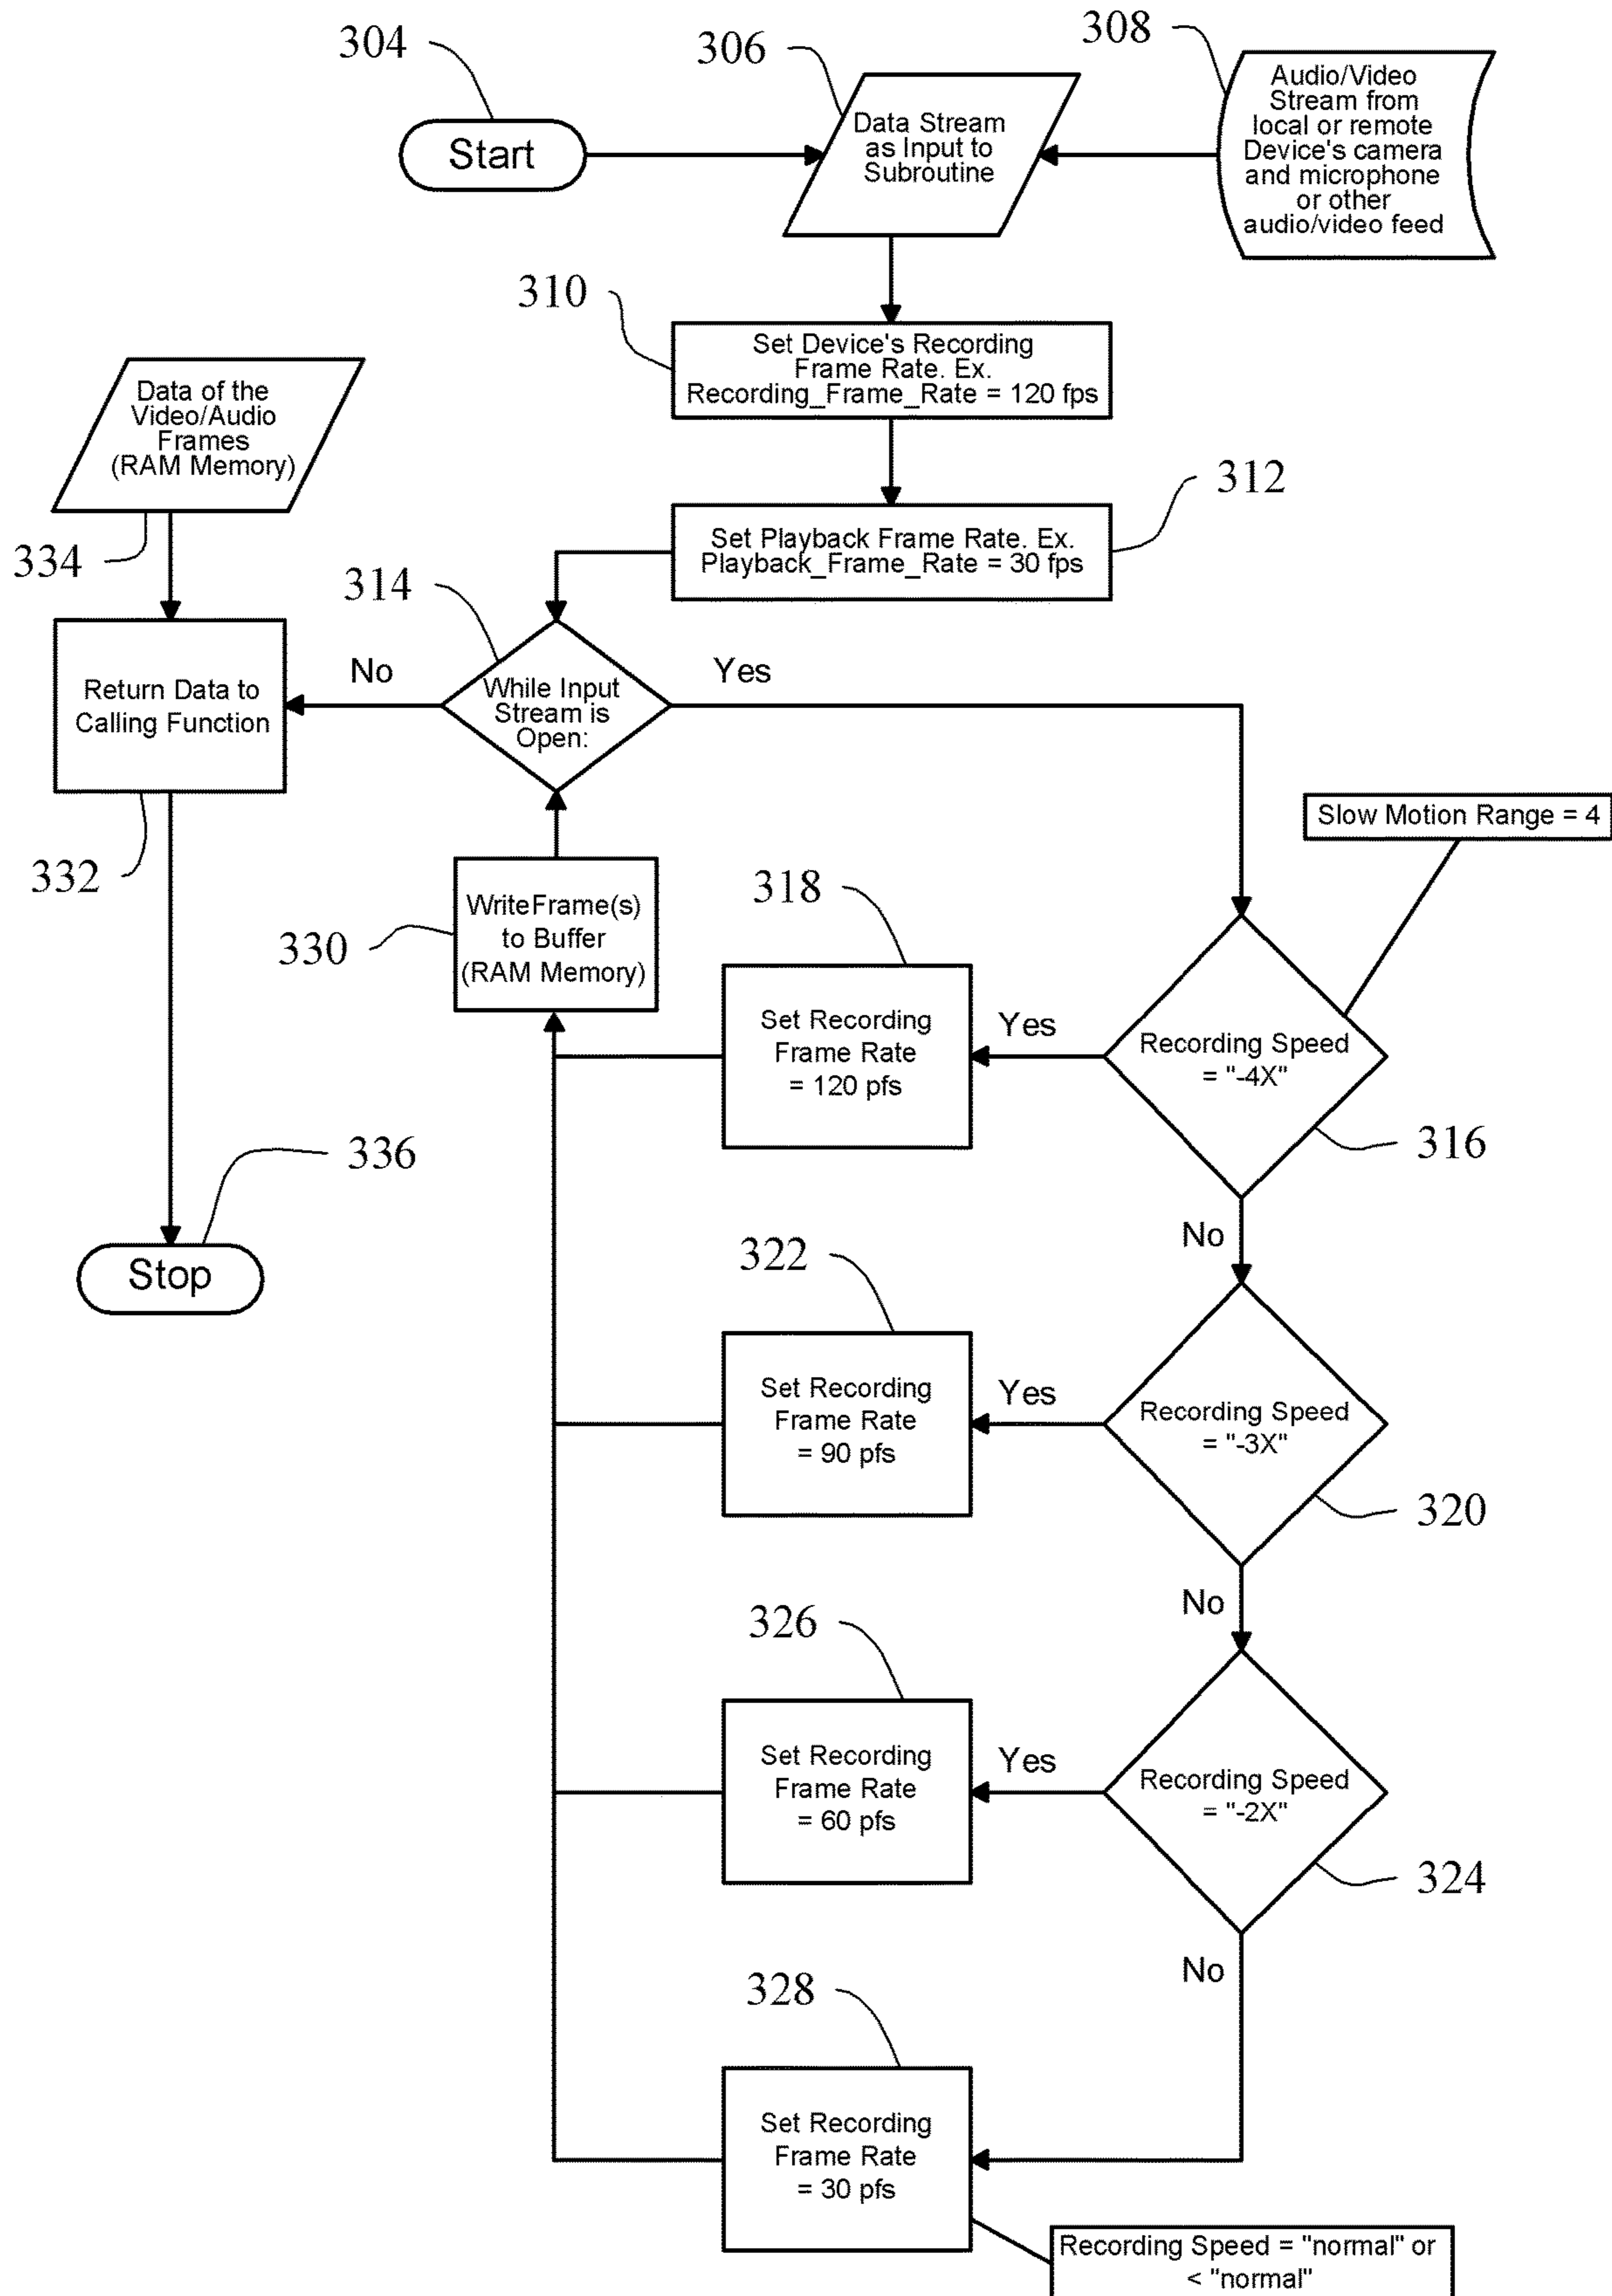 304
306
308
Start
Data Stream
as Input to
Subroutine
Audio/Video
Stream from
local or remote
Device's camera
and microphone
or other
audio/video feed
310
Set Device's Recording
Frame Rate. Ex.
Recording_Frame_Rate = 120 fps
Data of the
Video/Audio
Frames
(RAM Memory)
334
312
Set Playback Frame Rate. Ex.
Playback_Frame_Rate = 30 fps
314
Return Data to
Calling Function
No
While Input
Stream is
Open:
Yes
332
Slow Motion Range = 4
330
WriteFrame(s)
to Buffer
(RAM Memory)
318
Set Recording
Frame Rate
= 120 pfs
Yes
Recording Speed
= "-4X"
316
336
Stop
No
322
Set Recording
Frame Rate
= 90 pfs
Yes
Recording Speed
= "-3X"
320
No
326
Set Recording
Frame Rate
= 60 pfs
Yes
Recording Speed
= "-2X"
324
No
328
Set Recording
Frame Rate
= 30 pfs
Recording Speed = "normal" or
< "normal"